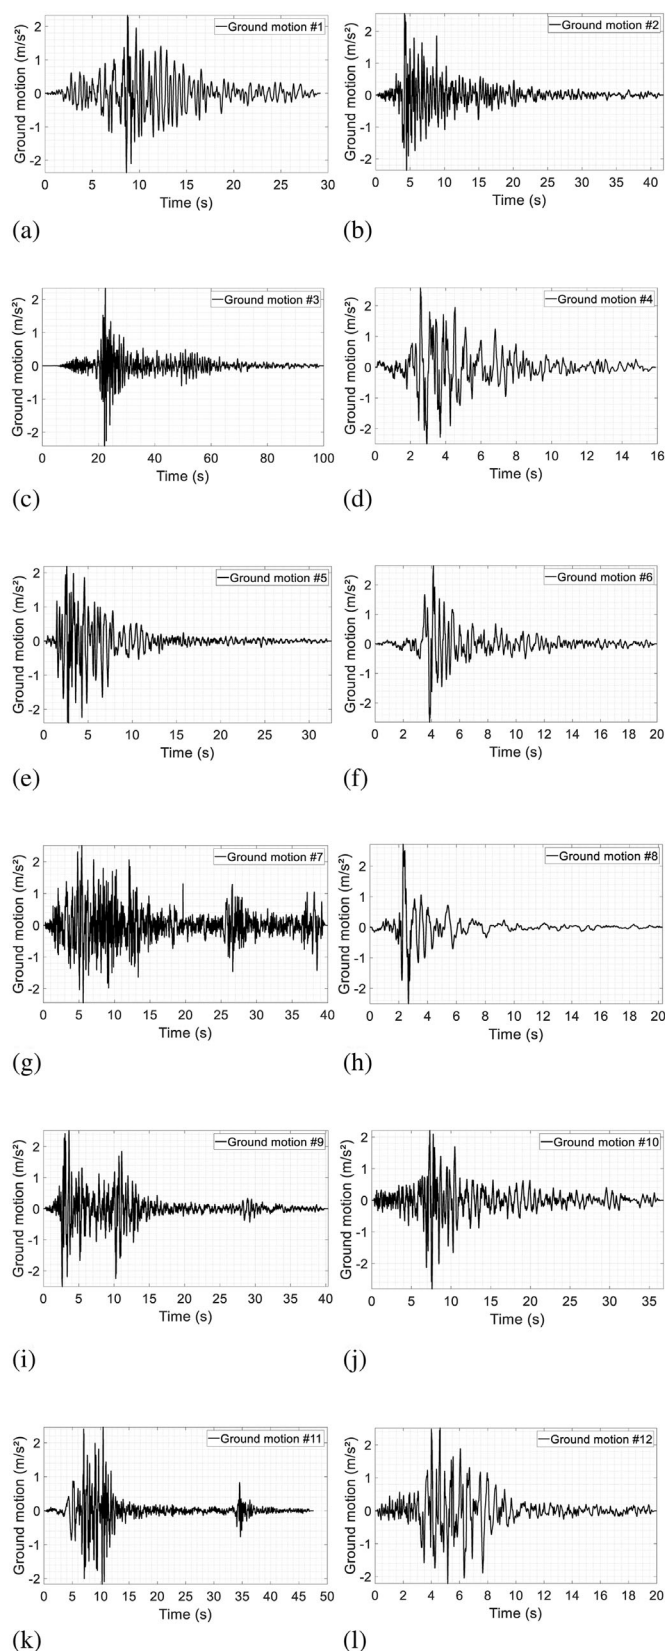 Ground motion (m/s²)
Ground motion #1
2
1
0
-1
-2
0 5 10 15 20 25 30
Time (s)
(a)
Ground motion (m/s²)
Ground motion #2
2
1
0
-1
-2
0 5 10 15 20 25 30 35 40
Time (s)
(b)
Ground motion (m/s²)
Ground motion #3
2
1
0
-1
-2
0 20 40 60 80 100
Time (s)
(c)
Ground motion (m/s²)
Ground motion #4
2
1
0
-1
-2
0 2 4 6 8 10 12 14 16
Time (s)
(d)
Ground motion (m/s²)
Ground motion #5
2
1
0
-1
-2
0 5 10 15 20 25 30
Time (s)
(e)
Ground motion (m/s²)
Ground motion #6
2
1
0
-1
-2
0 2 4 6 8 10 12 14 16 18 20
Time (s)
(f)
Ground motion (m/s²)
Ground motion #7
2
1
0
-1
-2
0 5 10 15 20 25 30 35 40
Time (s)
(g)
Ground motion (m/s²)
Ground motion #8
2
1
0
-1
-2
0 2 4 6 8 10 12 14 16 18 20
Time (s)
(h)
Ground motion (m/s²)
Ground motion #9
2
1
0
-1
-2
0 5 10 15 20 25 30 35 40
Time (s)
(i)
Ground motion (m/s²)
Ground motion #10
2
1
0
-1
-2
0 5 10 15 20 25 30 35
Time (s)
(j)
Ground motion (m/s²)
Ground motion #11
2
1
0
-1
-2
0 5 10 15 20 25 30 35 40 45 50
Time (s)
(k)
Ground motion (m/s²)
Ground motion #12
2
1
0
-1
-2
0 2 4 6 8 10 12 14 16 18 20
Time (s)
(l)